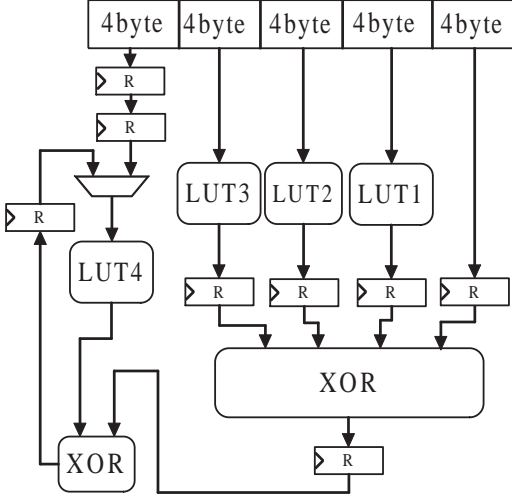 4byte 4byte 4byte 4byte 4byte
R
R
LUT3 LUT2 LUT1
R
LUT4
R R R R
XOR
XOR
R